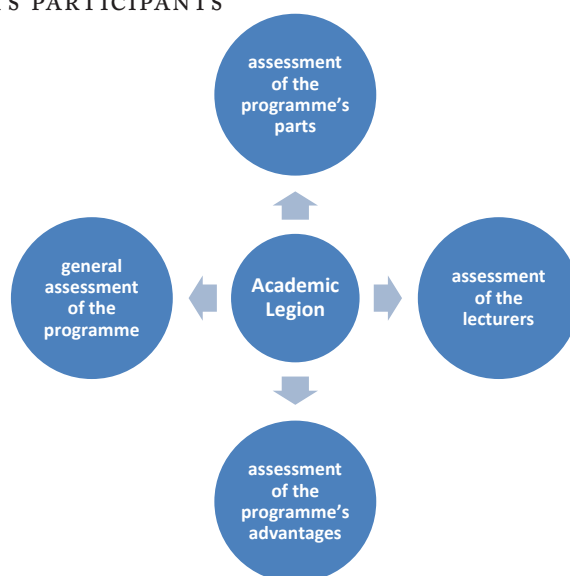 PARTICIPANTS
assessment
of the
programme's
parts
general
assessment
of the
programme
Academic
Legion
assessment
of the
lecturers
assessment
of the
programme's
advantages